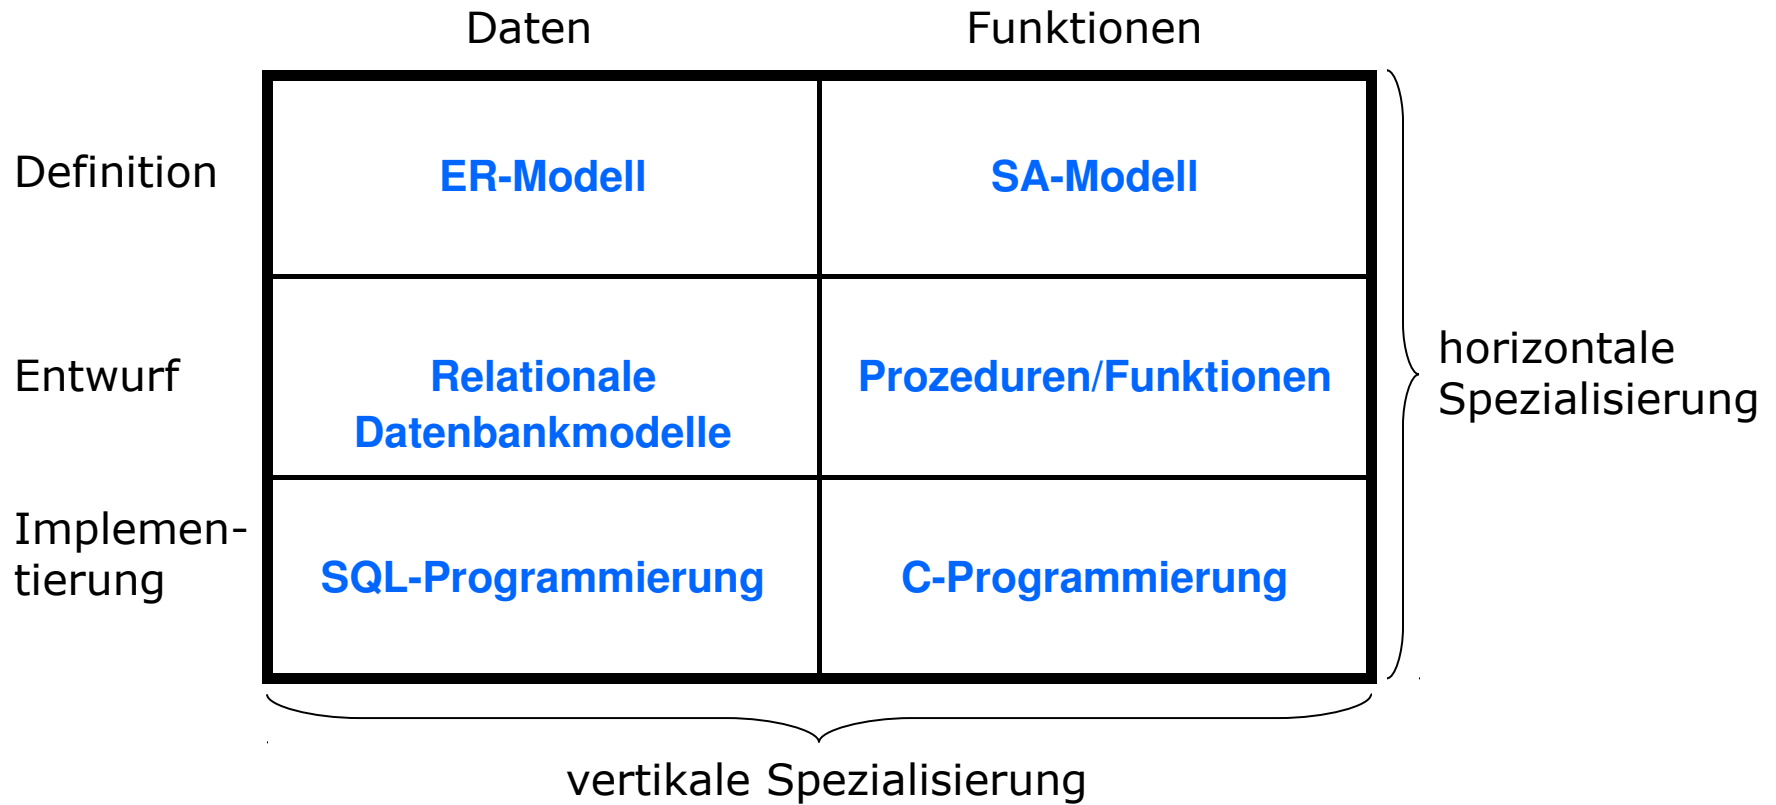 Daten Funktionen
Definition ER-Modell SA-Modell
Entwurf Relationale Prozeduren/Funktionen
Datenbankmodelle
horizontale
Spezialisierung
Implemen-
tierung SQL-Programmierung C-Programmierung
vertikale Spezialisierung